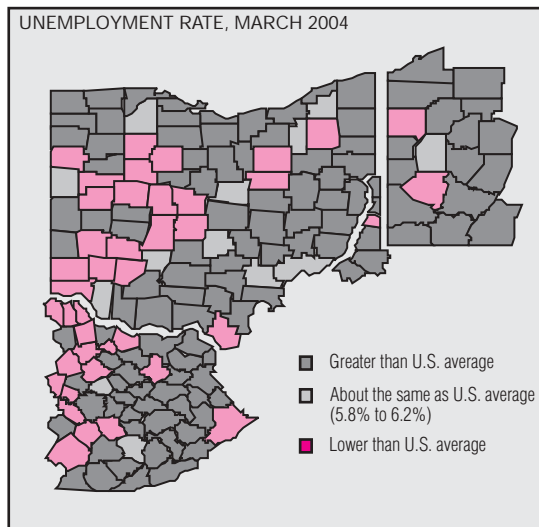 UNEMPLOYMENT RATE, MARCH 2004
Greater than U.S. average
About the same as U.S. average
(5.8% to 6.2%)
Lower than U.S. average